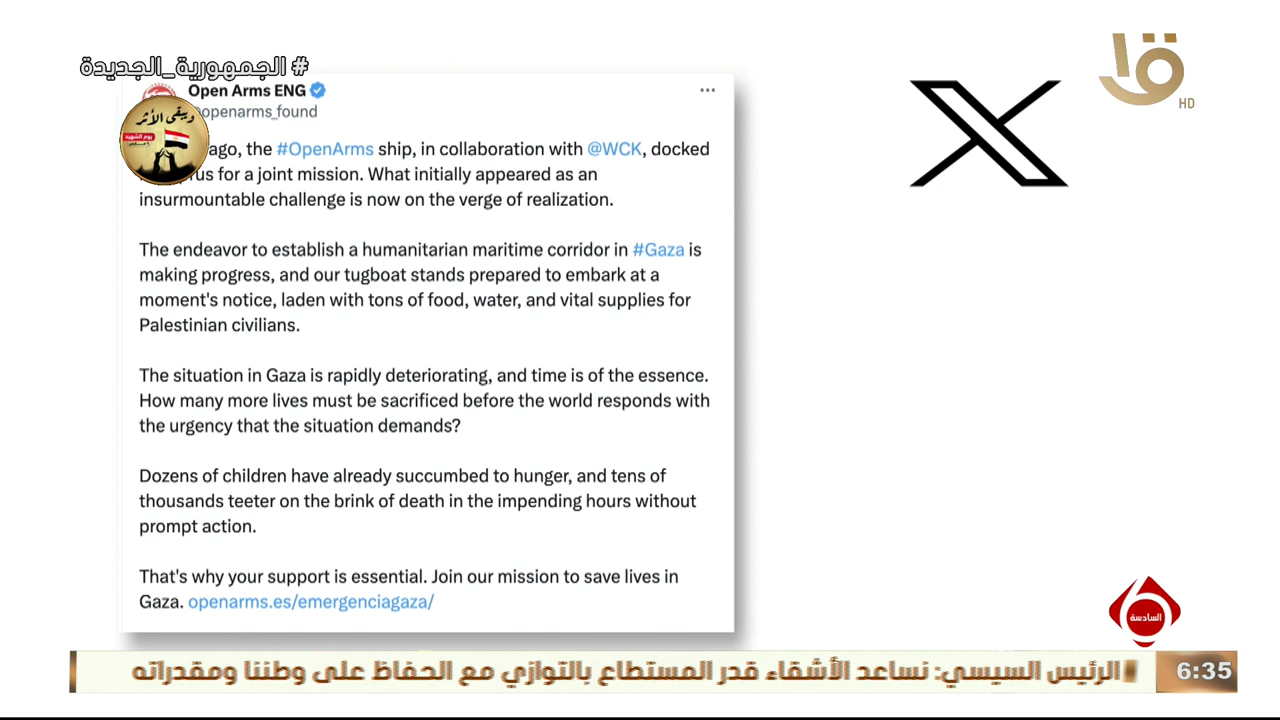 # الجمهورية_الجديدة
Open Arms ENG
@openarms_found
ويبقى الأثر
يوم الشهيد
ago, the #OpenArms ship, in collaboration with @WCK, docked
for a joint mission. What initially appeared as an
insurmountable challenge is now on the verge of realization.
The endeavor to establish a humanitarian maritime corridor in #Gaza is
making progress, and our tugboat stands prepared to embark at a
moment's notice, laden with tons of food, water, and vital supplies for
Palestinian civilians.
The situation in Gaza is rapidly deteriorating, and time is of the essence.
How many more lives must be sacrificed before the world responds with
the urgency that the situation demands?
Dozens of children have already succumbed to hunger, and tens of
thousands teeter on the brink of death in the impending hours without
prompt action.
That's why your support is essential. Join our mission to save lives in
Gaza. openarms.es/emergenciagaza/
X
HD
السادسة
الرئيس السيسي: نساعد الأشقاء قدر المستطاع بالتوازي مع الحفاظ على وطننا ومقدراته
6:35